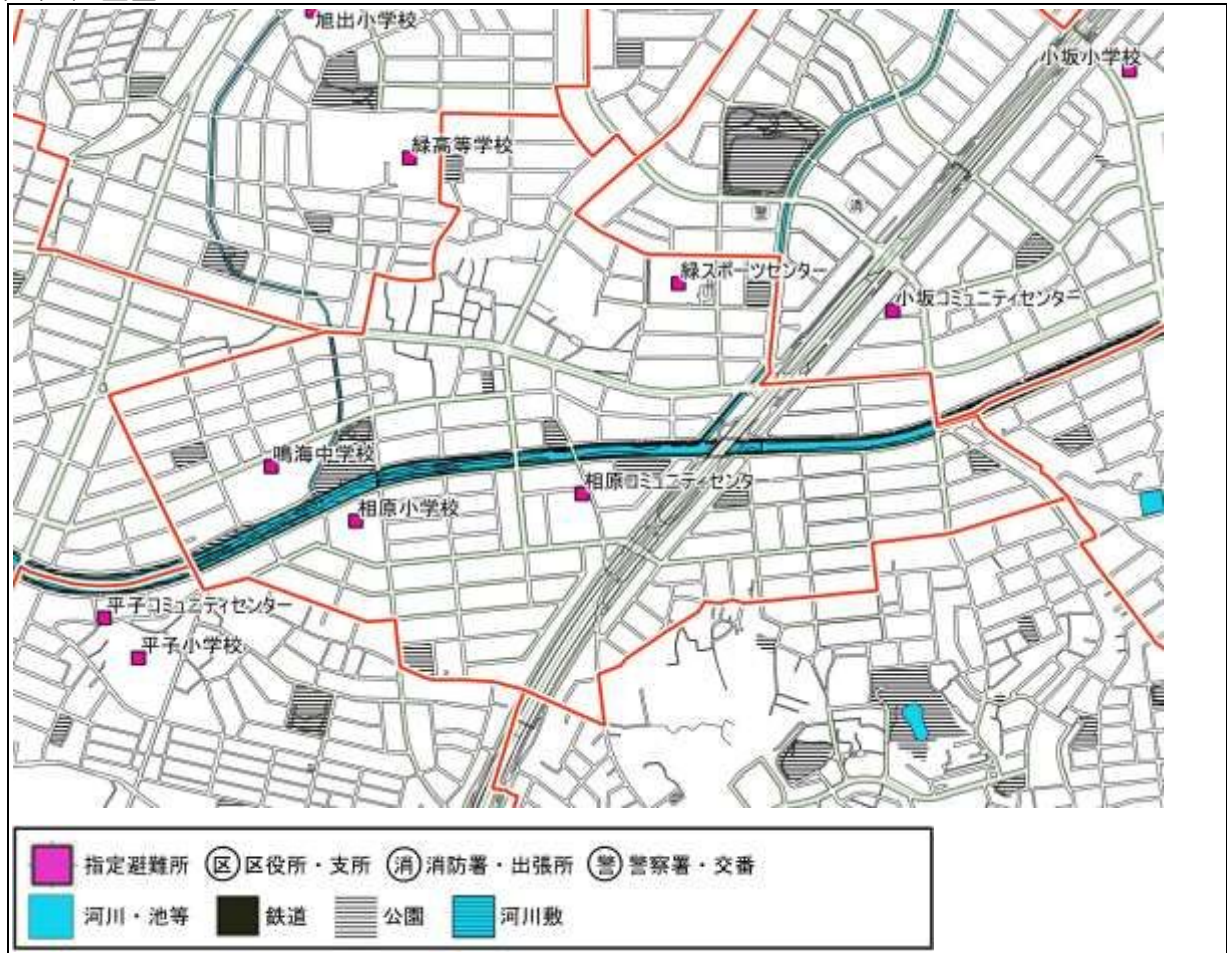 旭出小学校
小坂小学校
緑高等学校
警
消
緑スポーツセンター
小坂コミュニティセンター
鳴海中学校
相原コミュニティセンター
相原小学校
平子コミュニティセンター
平子小学校
指定避難所 区 区役所・支所 消 消防署・出張所 警 警察署・交番
河川・池等 鉄道 公園 河川敷